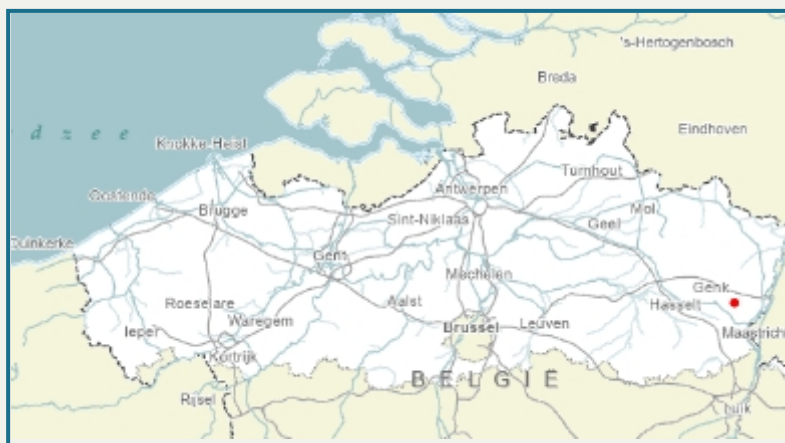 's-Hertogenbosch
Breda
Eindhoven
d z e e
Knokke-Heist
Turnhout
Antwerpen
Oostende
Brugge
Mol
Sint-Niklaas
Geel
Duinkerke
Gent
Mechelen
Genk
Roeselare
Aalst
Hasselt
Waregem
Brussel
Leuven
Ieper
Maastrich
Kortrijk
BELGIË
Rijsel
Luik